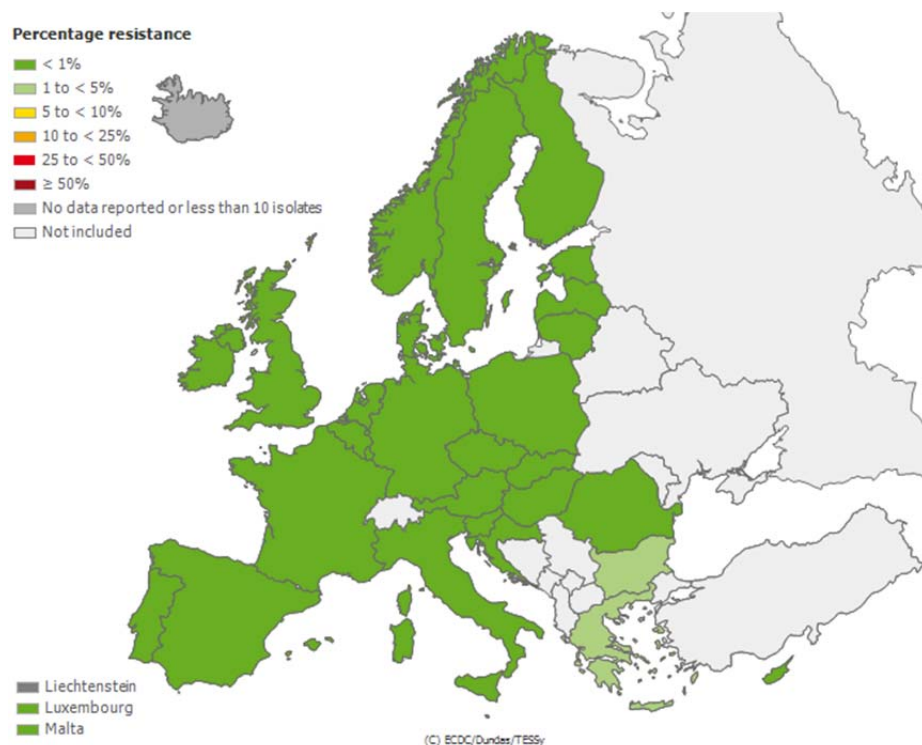 Percentage resistance
< 1%
1 to < 5%
5 to < 10%
10 to < 25%
25 to < 50%
≥ 50%
No data reported or less than 10 isolates
Not included
Liechtenstein
Luxembourg
Malta
(C) ECDC/Dundas/TESSy